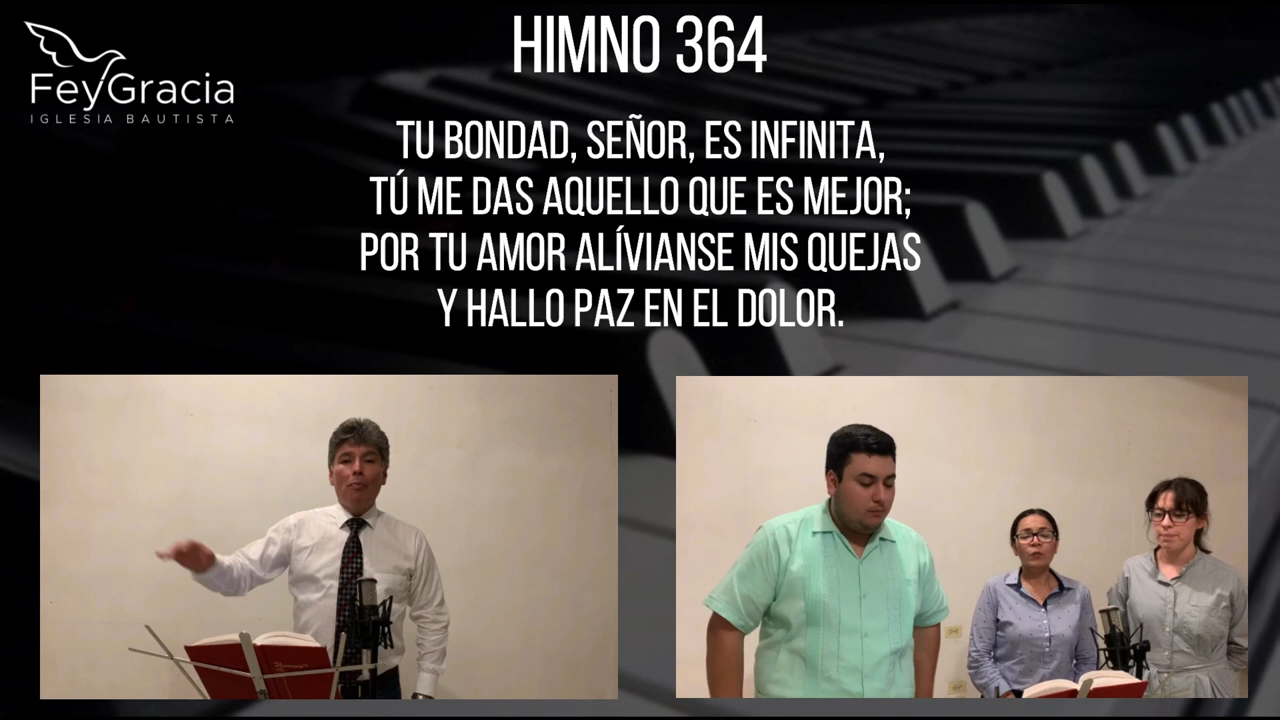 HIMNO 364
FeyGracia
IGLESIA BAUTISTA
TU BONDAD, SEÑOR, ES INFINITA,
TÚ ME DAS AQUELLO QUE ES MEJOR;
POR TU AMOR ALÍVIANSE MIS QUEJAS
Y HALLO PAZ EN EL DOLOR.